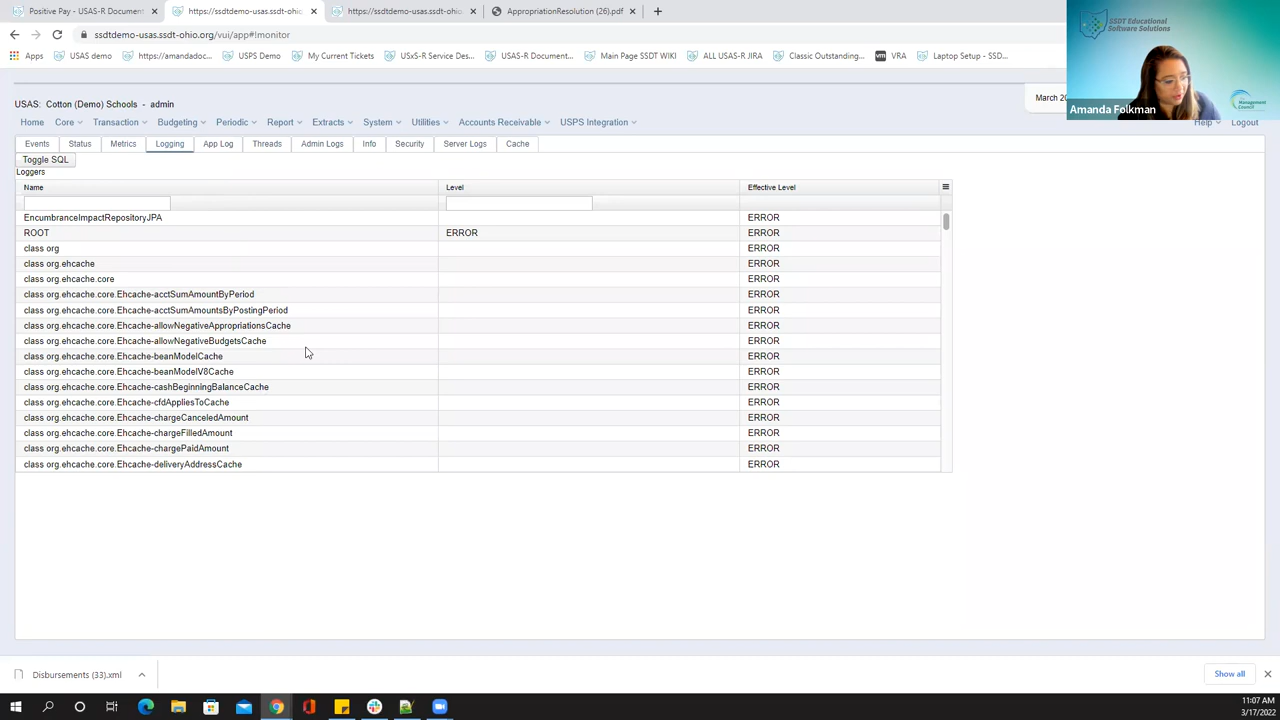 Positive Pay - USAS-R Document
https://ssdtdemo-usas.ssdt-ohio.
https://ssdtdemo-usas.ssdt-ohio.
AppropriationResolution (26).pdf
ssdtdemo-usas.ssdt-ohio.org/vui/app#!monitor
Apps
USAS demo
https://amandadoc...
USPS Demo
My Current Tickets
USxS-R Service Des...
USAS-R Document...
Main Page SSDT WIKI
ALL USAS-R JIRA
Classic Outstanding...
vm
VRA
Laptop Setup - SSD...
SSDT Educational
Software Solutions
Management
Council
Amanda Folkman
USAS: Cotton (Demo) Schools - admin
March 20
Home Core Transaction Budgeting Periodic Report Extracts System Utilities Accounts Receivable USPS Integration
Help Logout
Events Status Metrics Logging App Log Threads Admin Logs Info Security Server Logs Cache
Toggle SQL
Loggers
Name Level Effective Level
EncumbranceImpactRepositoryJPA ERROR
ROOT ERROR ERROR
class org ERROR
class org.ehcache ERROR
class org.ehcache.core ERROR
class org.ehcache.core.Ehcache-acctSumAmountByPeriod ERROR
class org.ehcache.core.Ehcache-acctSumAmountsByPostingPeriod ERROR
class org.ehcache.core.Ehcache-allowNegativeAppropriationsCache ERROR
class org.ehcache.core.Ehcache-allowNegativeBudgetsCache ERROR
class org.ehcache.core.Ehcache-beanModelCache ERROR
class org.ehcache.core.Ehcache-beanModelV8Cache ERROR
class org.ehcache.core.Ehcache-cashBeginningBalanceCache ERROR
class org.ehcache.core.Ehcache-cfdAppliesToCache ERROR
class org.ehcache.core.Ehcache-chargeCanceledAmount ERROR
class org.ehcache.core.Ehcache-chargeFilledAmount ERROR
class org.ehcache.core.Ehcache-chargePaidAmount ERROR
class org.ehcache.core.Ehcache-deliveryAddressCache ERROR
Disbursements (33).xml
Show all
11:07 AM
3/17/2022